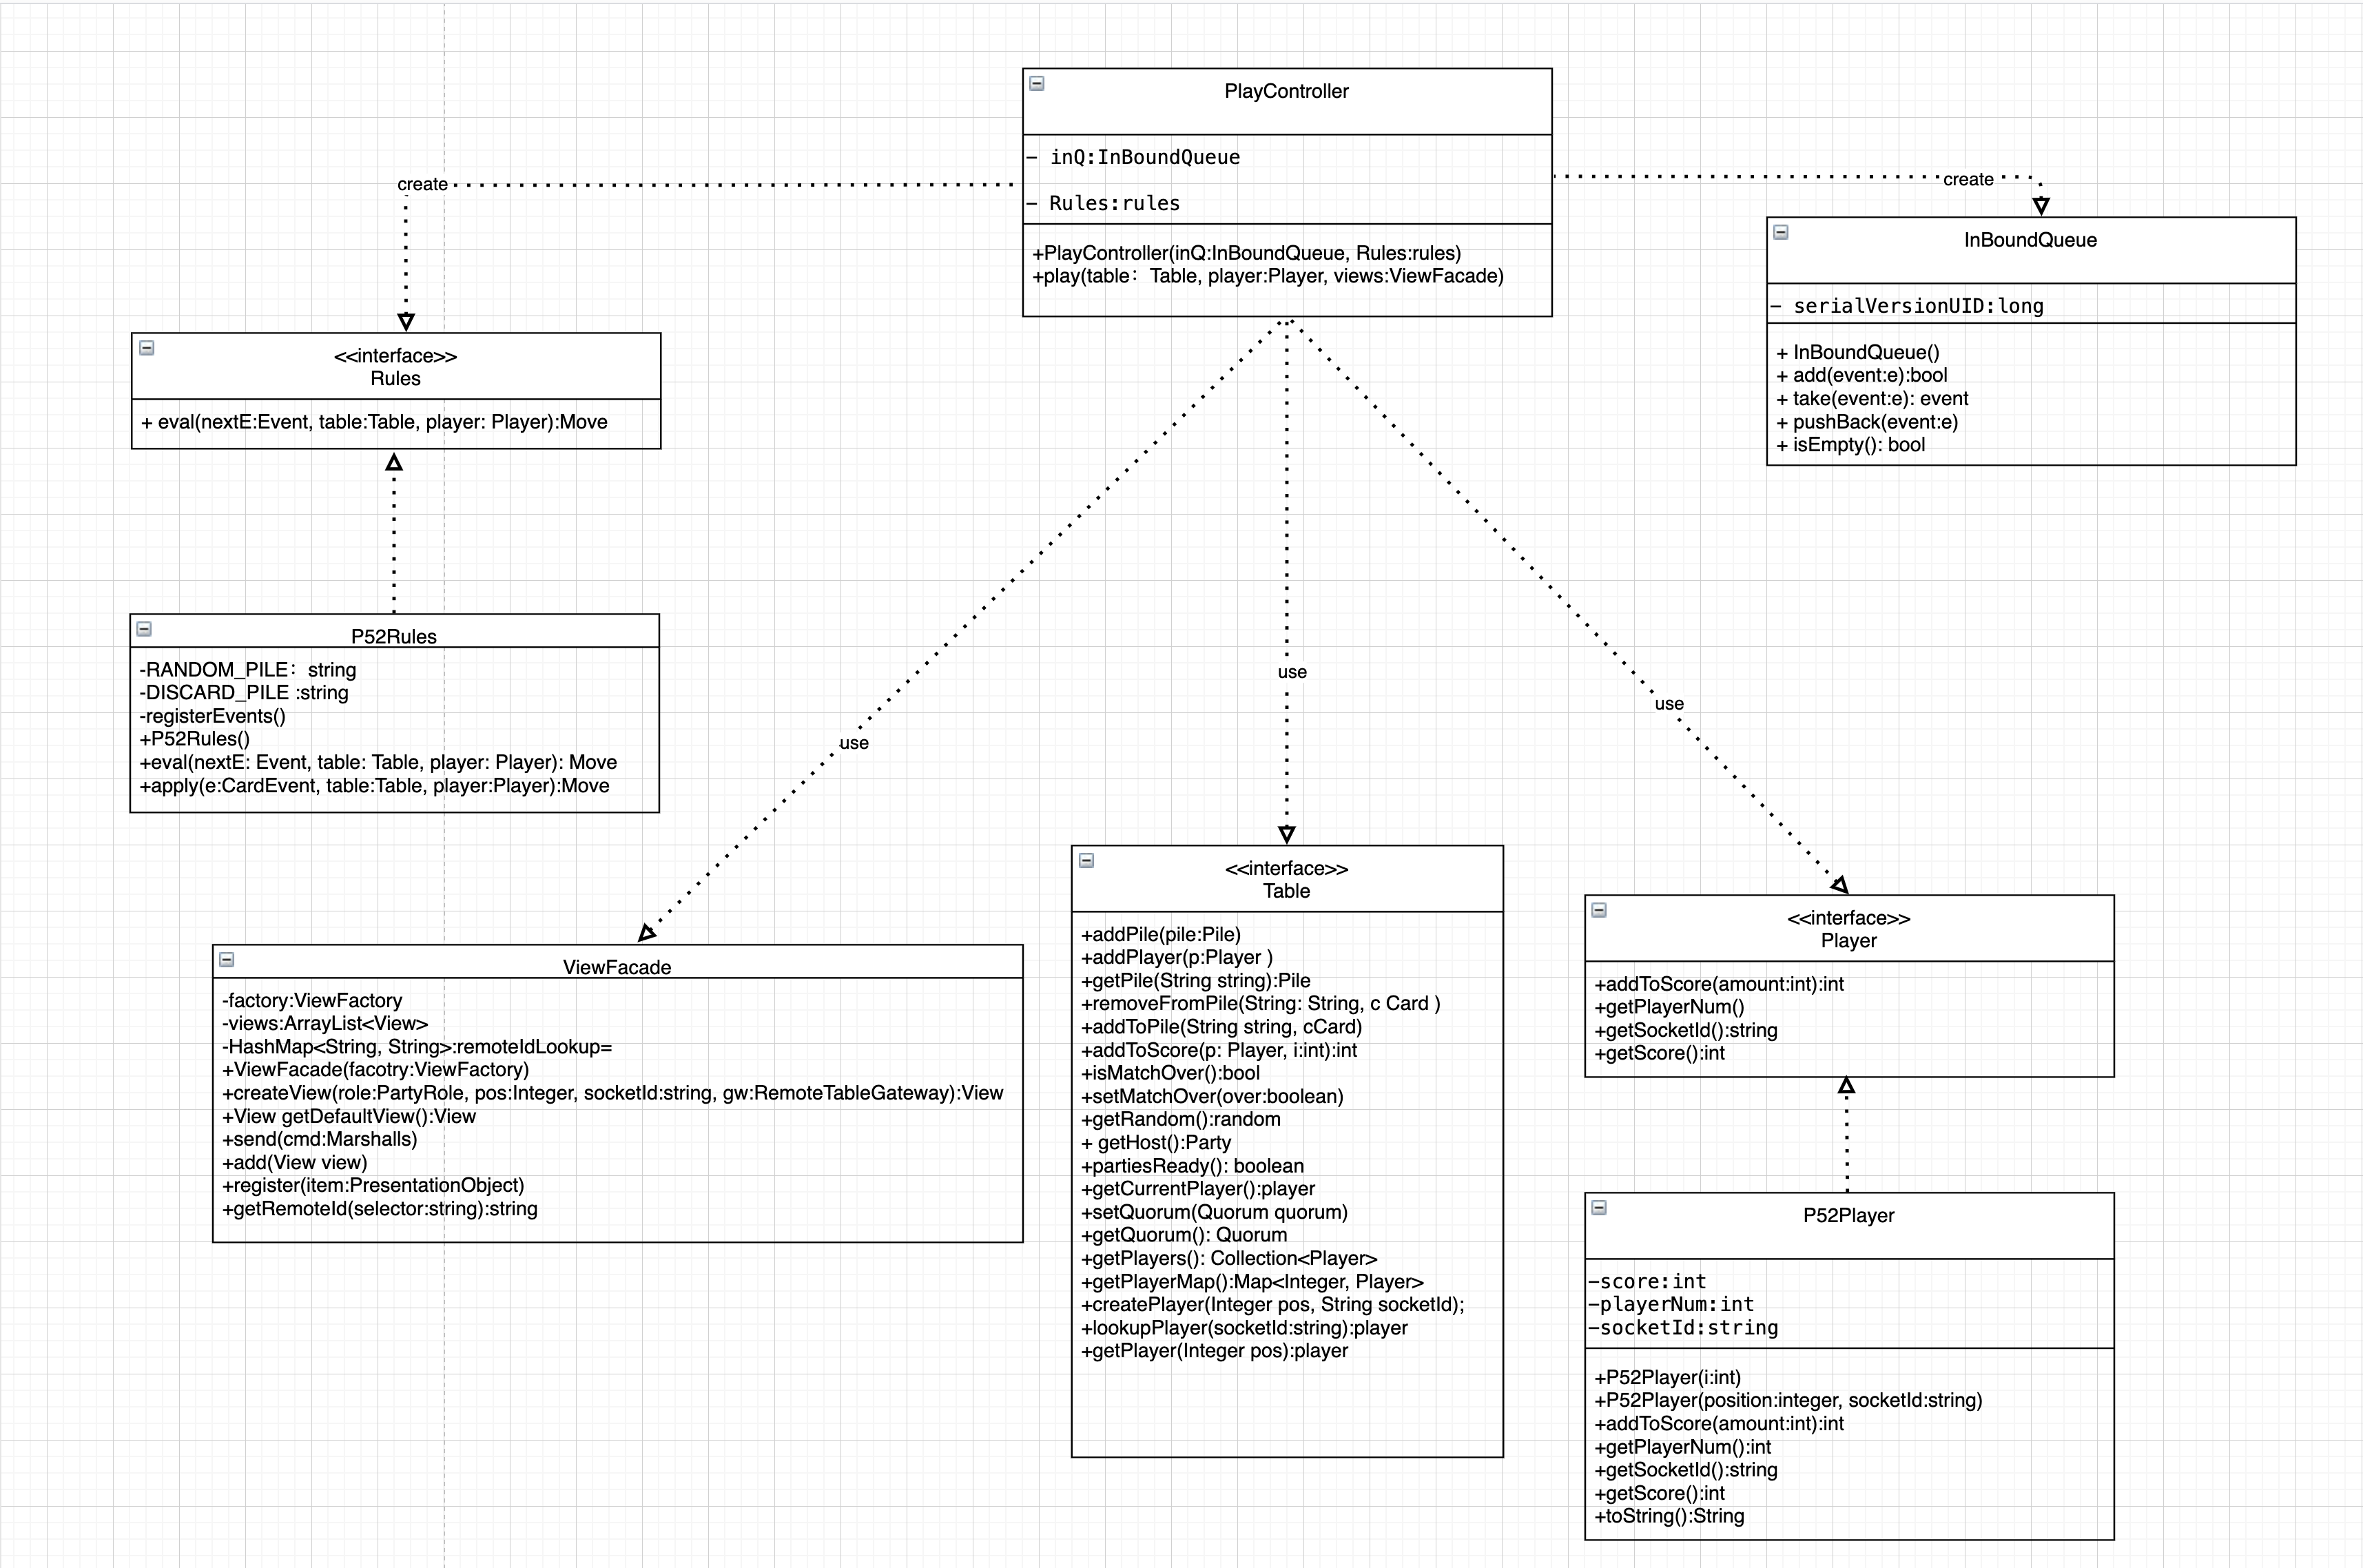 PlayController
- inQ:InBoundQueue
- Rules:rules
+PlayController(inQ:InBoundQueue, Rules:rules)
+play(table：Table, player:Player, views:ViewFacade)
create
create
InBoundQueue
- serialVersionUID:long
+ InBoundQueue()
+ add(event:e):bool
+ take(event:e): event
+ pushBack(event:e)
+ isEmpty(): bool
<<interface>>
Rules
+ eval(nextE:Event, table:Table, player: Player):Move
P52Rules
-RANDOM_PILE：string
-DISCARD_PILE :string
-registerEvents()
+P52Rules()
+eval(nextE: Event, table: Table, player: Player): Move
+apply(e:CardEvent, table:Table, player:Player):Move
use
use
use
ViewFacade
-factory:ViewFactory
-views:ArrayList<View>
-HashMap<String, String>:remoteIdLookup=
+ViewFacade(facotry:ViewFactory)
+createView(role:PartyRole, pos:Integer, socketId:string, gw:RemoteTableGateway):View
+View getDefaultView():View
+send(cmd:Marshalls)
+add(View view)
+register(item:PresentationObject)
+getRemoteId(selector:string):string
<<interface>>
Table
+addPile(pile:Pile)
+addPlayer(p:Player )
+getPile(String string):Pile
+removeFromPile(String: String, c Card )
+addToPile(String string, cCard)
+addToScore(p: Player, i:int):int
+isMatchOver():bool
+setMatchOver(over:boolean)
+getRandom():random
+ getHost():Party
+partiesReady(): boolean
+getCurrentPlayer():player
+setQuorum(Quorum quorum)
+getQuorum(): Quorum
+getPlayers(): Collection<Player>
+getPlayerMap():Map<Integer, Player>
+createPlayer(Integer pos, String socketId);
+lookupPlayer(socketId:string):player
+getPlayer(Integer pos):player
<<interface>>
Player
+addToScore(amount:int):int
+getPlayerNum()
+getSocketId():string
+getScore():int
P52Player
-score:int
-playerNum:int
-socketId:string
+P52Player(i:int)
+P52Player(position:integer, socketId:string)
+addToScore(amount:int):int
+getPlayerNum():int
+getSocketId():string
+getScore():int
+toString():String